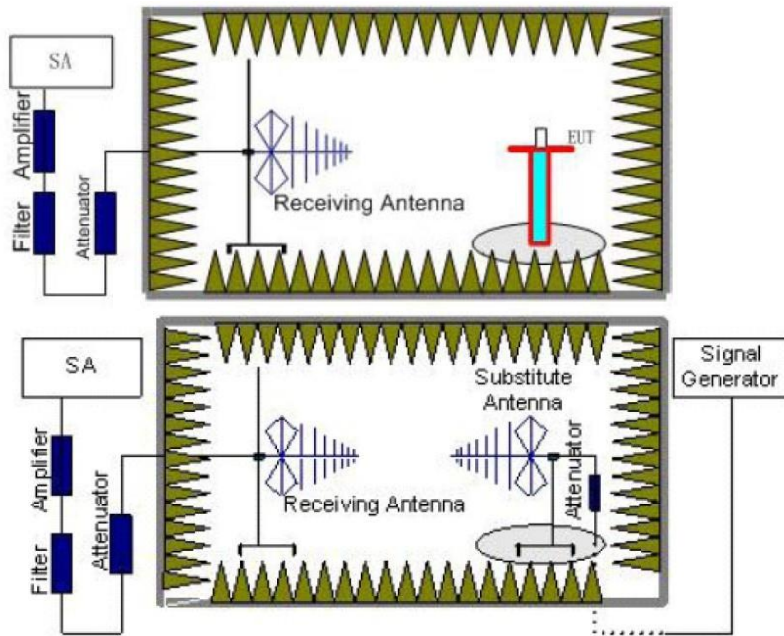 SA
Amplifier
Filter
Attenuator
Receiving Antenna
EUT
SA
Amplifier
Filter
Attenuator
Receiving Antenna
Substitute
Antenna
Attenuator
Signal
Generator